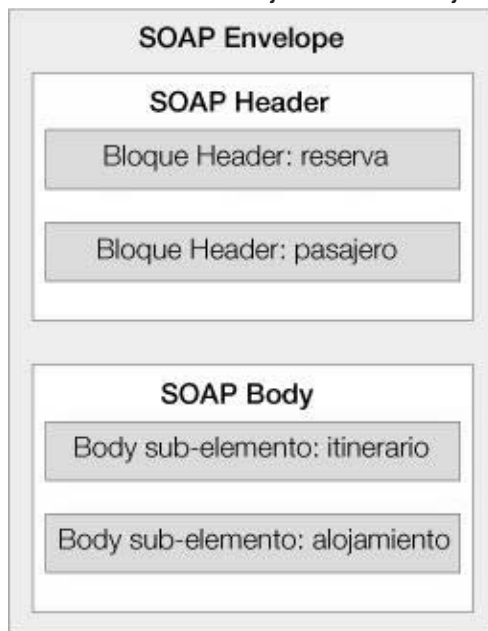 SOAP Envelope
SOAP Header
Bloque Header: reserva
Bloque Header: pasajero
SOAP Body
Body sub-elemento: itinerario
Body sub-elemento: alojamiento